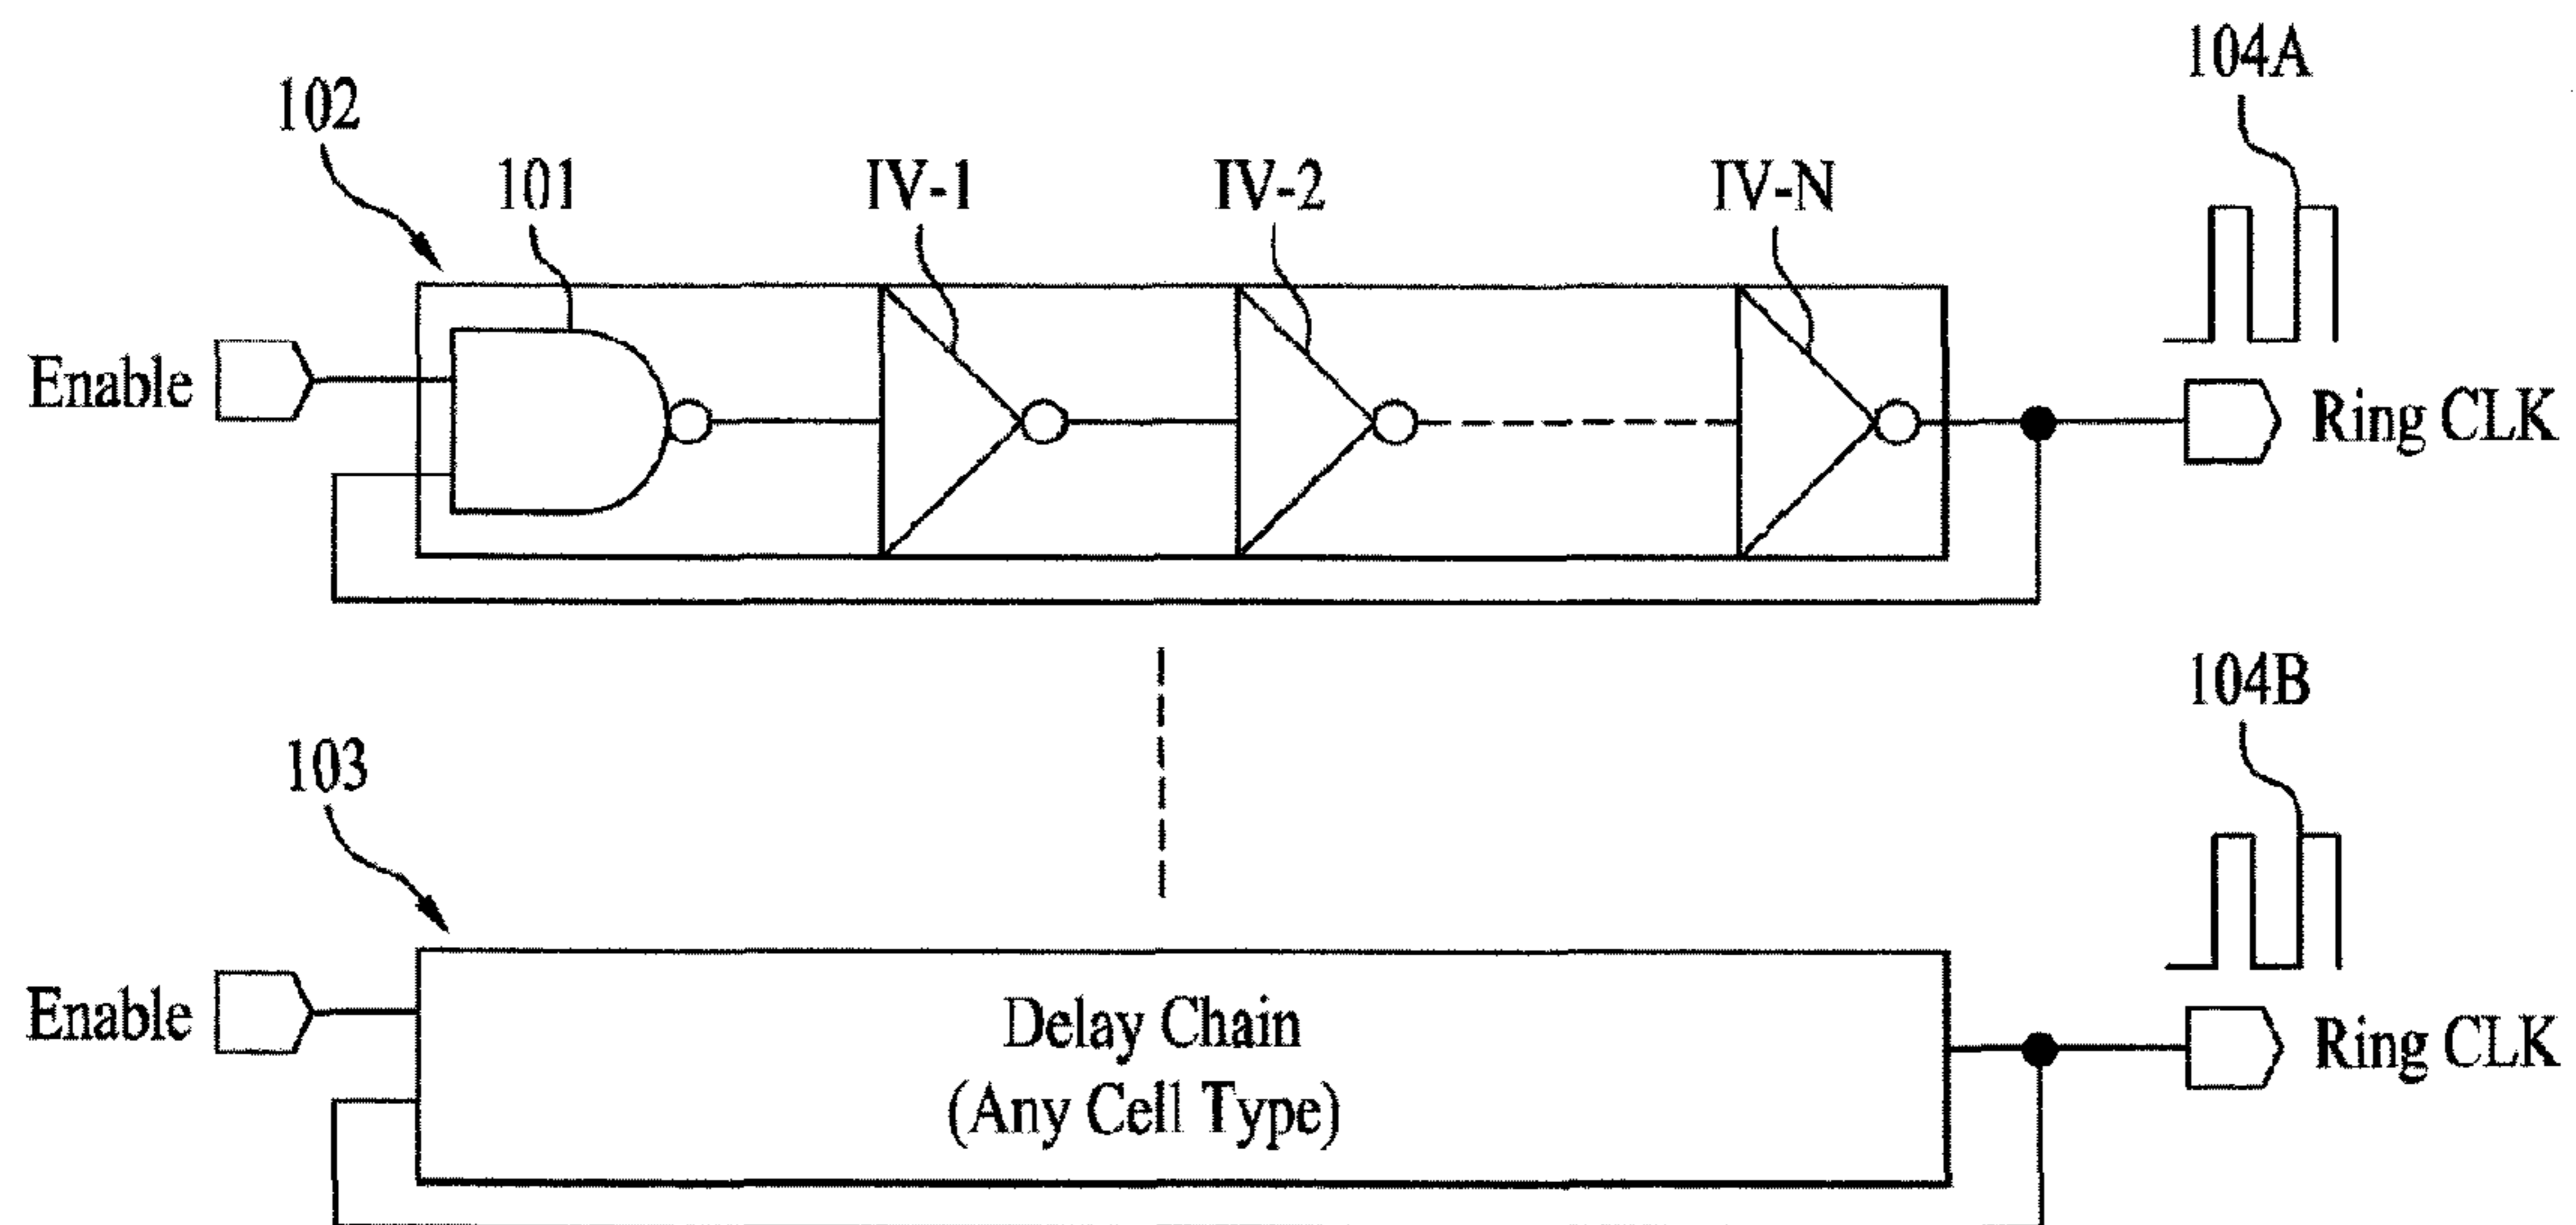 104A
102
101
IV-1
IV-2
IV-N
Enable
Ring CLK
104B
103
Enable
Delay Chain
(Any Cell Type)
Ring CLK